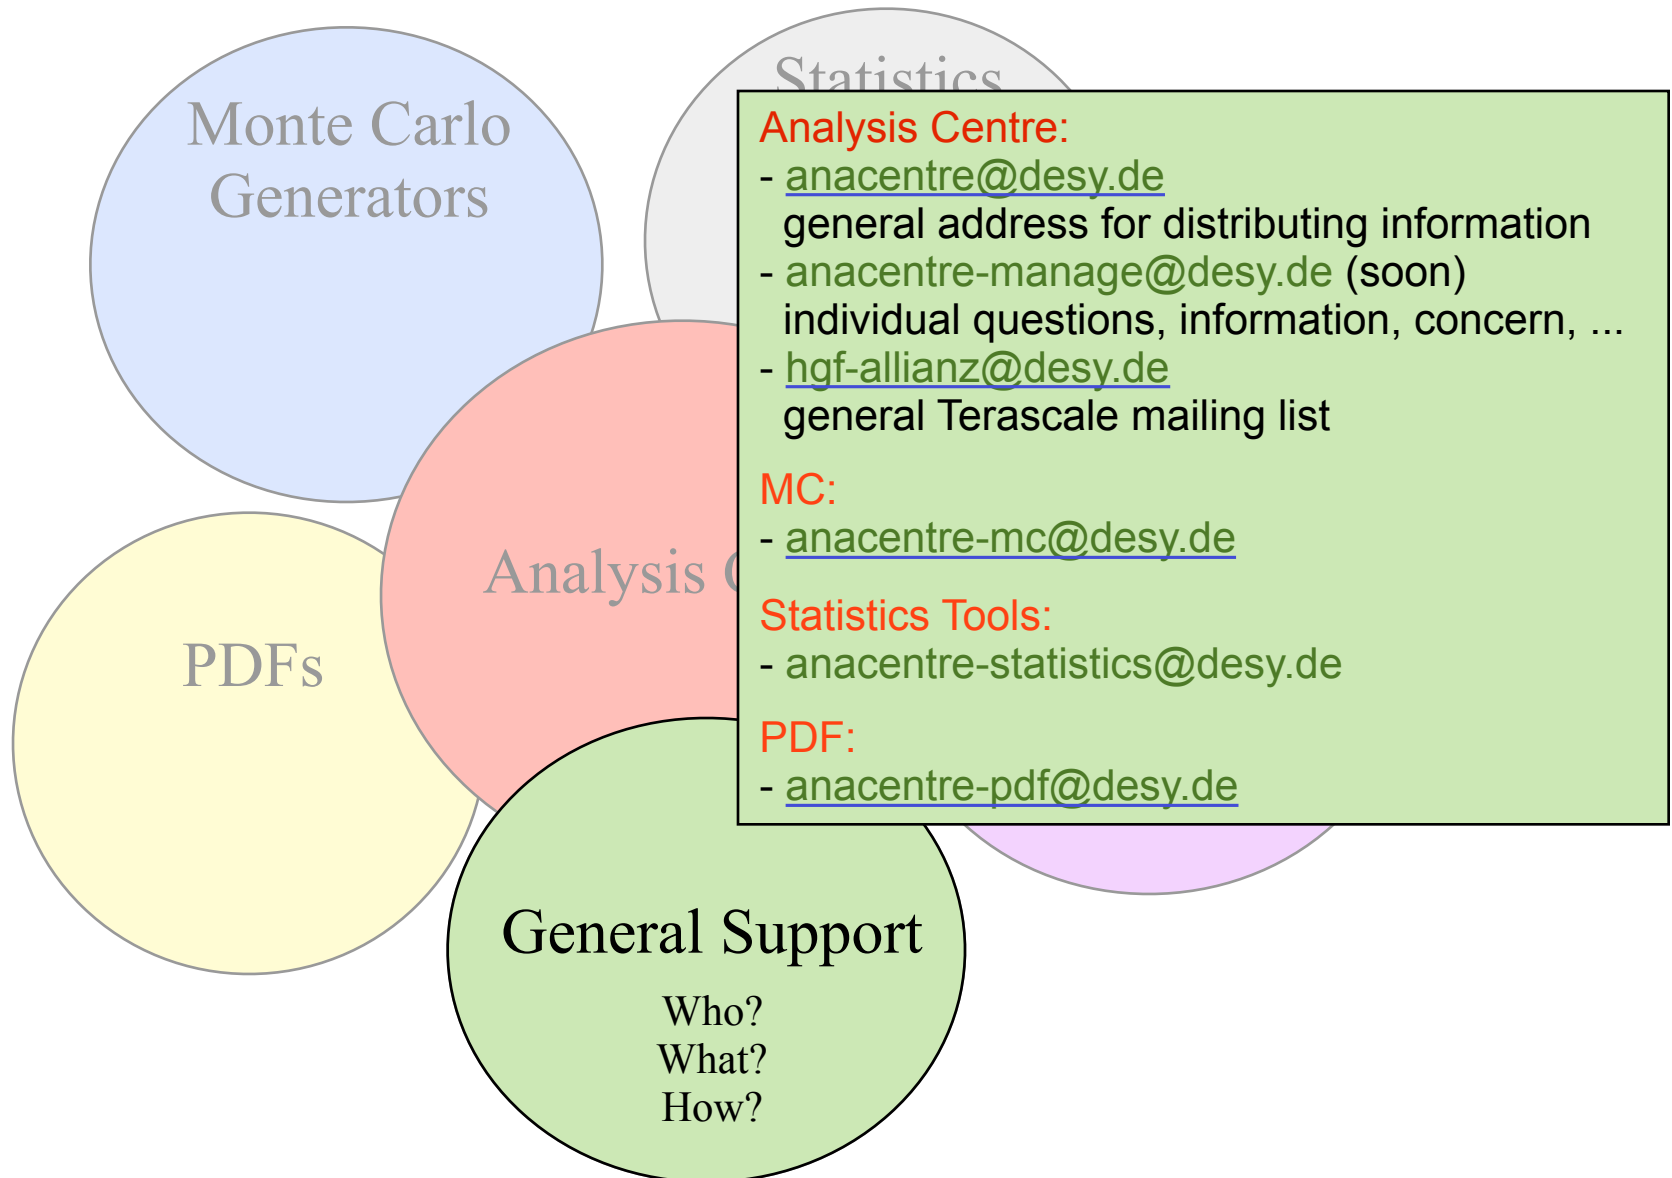 Monte Carlo
Generators
Statistics
Analysis
PDFs
General Support
Who?
What?
How?
Analysis Centre:
- anacentre@desy.de
general address for distributing information
- anacentre-manage@desy.de (soon)
individual questions, information, concern, ...
- hgf-allianz@desy.de
general Terascale mailing list
MC:
- anacentre-mc@desy.de
Statistics Tools:
- anacentre-statistics@desy.de
PDF:
- anacentre-pdf@desy.de